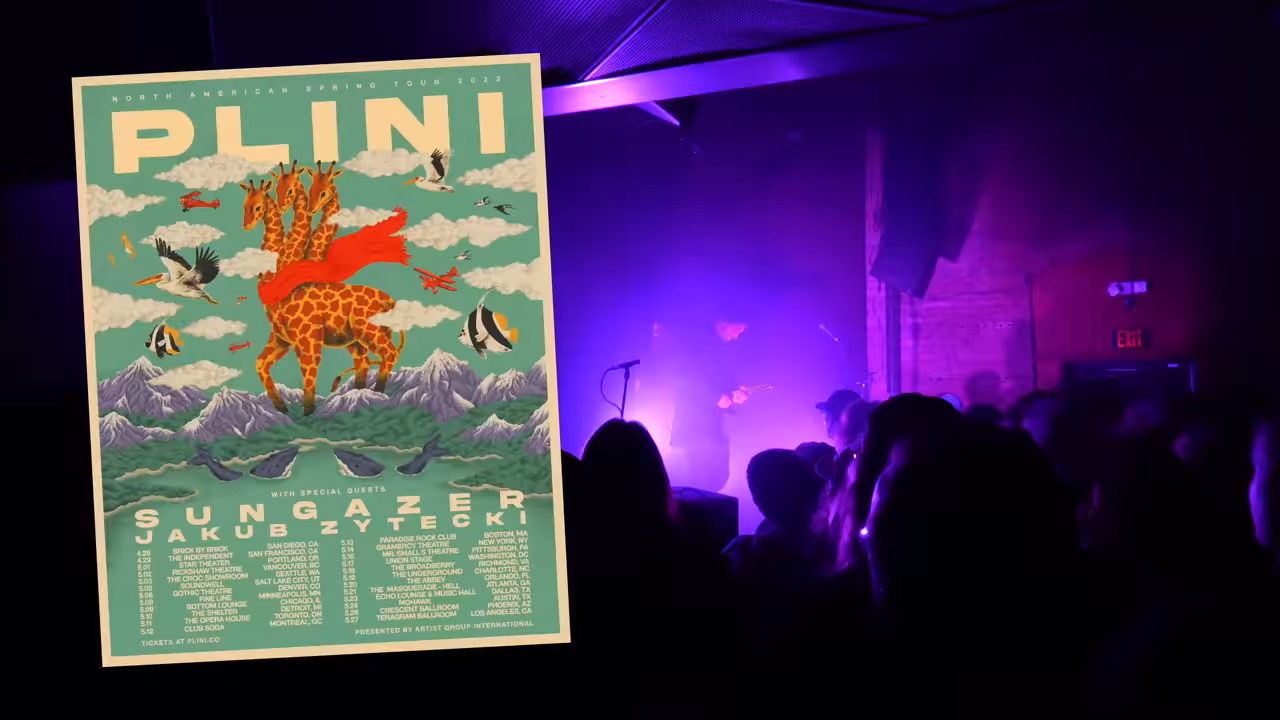 NORTH AMERICAN SPRING TOUR 2023
PLINI
WITH SPECIAL GUESTS
SUNGAZER
JAKUB ZYTECKI
4.28 BRICK BY BRICK SAN DIEGO, CA
4.29 THE INDEPENDENT SAN FRANCISCO, CA
5.01 STAR THEATER PORTLAND, OR
5.02 RICKSHAW THEATRE VANCOUVER, BC
5.03 THE CROC SHOWROOM SEATTLE, WA
5.05 SOUNDWELL SALT LAKE CITY, UT
5.06 GOTHIC THEATRE DENVER, CO
5.08 FINE LINE MINNEAPOLIS, MN
5.09 BOTTOM LOUNGE CHICAGO, IL
5.10 THE SHELTER DETROIT, MI
5.11 THE OPERA HOUSE TORONTO, ON
5.12 CLUB SODA MONTREAL, QC
5.13 PARADISE ROCK CLUB BOSTON, MA
5.14 GRAMERCY THEATRE NEW YORK, NY
5.16 MR. SMALL'S THEATRE PITTSBURGH, PA
5.17 UNION STAGE WASHINGTON, DC
5.18 THE BROADBERRY RICHMOND, VA
5.19 THE UNDERGROUND CHARLOTTE, NC
5.20 THE ABBEY ORLANDO, FL
5.21 THE MASQUERADE - HELL ATLANTA, GA
5.23 ECHO LOUNGE & MUSIC HALL DALLAS, TX
5.24 MOHAWK AUSTIN, TX
5.26 CRESCENT BALLROOM PHOENIX, AZ
5.27 TERAGRAM BALLROOM LOS ANGELES, CA
TICKETS AT PLINI.CO
PRESENTED BY ARTIST GROUP INTERNATIONAL
EXIT